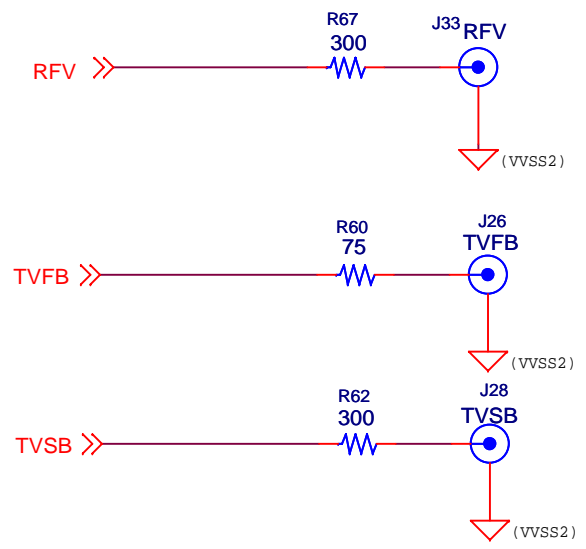 R67
300
J33
RFV
RFV
(VVSS2)
R60
75
J26
TVFB
TVFB
(VVSS2)
R62
300
J28
TVSB
TVSB
(VVSS2)